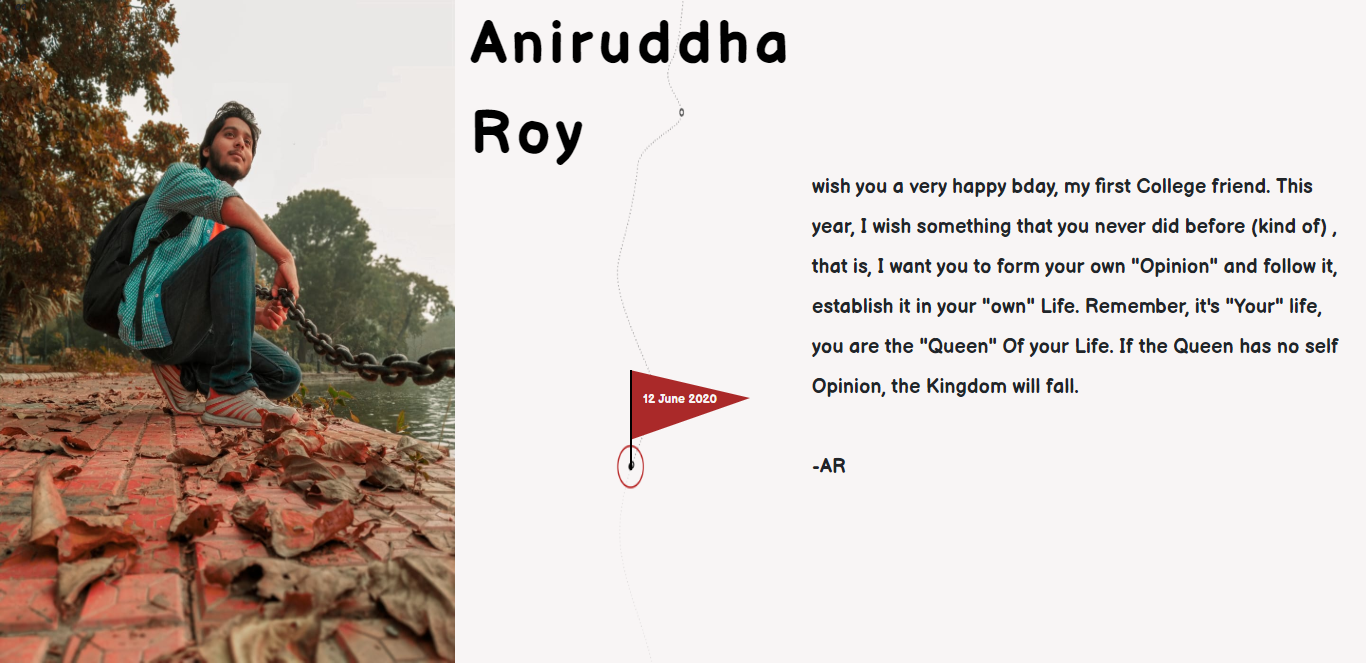 Aniruddha
Roy
wish you a very happy bday, my first College friend. This
year, I wish something that you never did before (kind of) ,
that is, I want you to form your own "Opinion" and follow it,
establish it in your "own" Life. Remember, it's "Your" life,
you are the "Queen" Of your Life. If the Queen has no self
Opinion, the Kingdom will fall.
12 June 2020
-AR